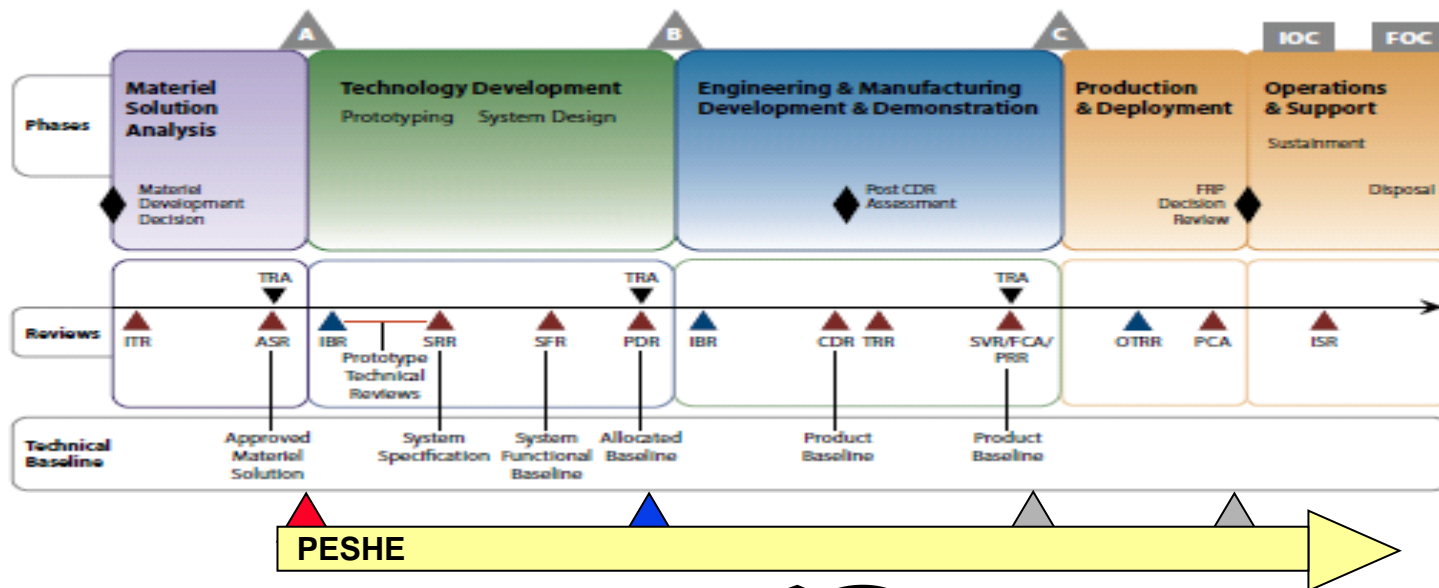 A
B
C
IOC
FOC
Phases
Materiel
Solution
Analysis
Materiel
Development
Decision
Technology Development
Prototyping System Design
Engineering & Manufacturing
Development & Demonstration
Post CDR
Assessment
Production
& Deployment
FRP
Decision
Review
Operations
& Support
Sustainment
Disposal
Reviews
TRA
TRA
TRA
ITR
ASR
IBR
SRR
SFR
PDR
IBR
CDR
TRR
SVR/FCA/
PRR
OTRR
PCA
ISR
Prototype
Technical
Reviews
Technical
Baseline
Approved
Materiel
Solution
System
Specification
System
Functional
Baseline
Allocated
Baseline
Product
Baseline
Product
Baseline
PESHE